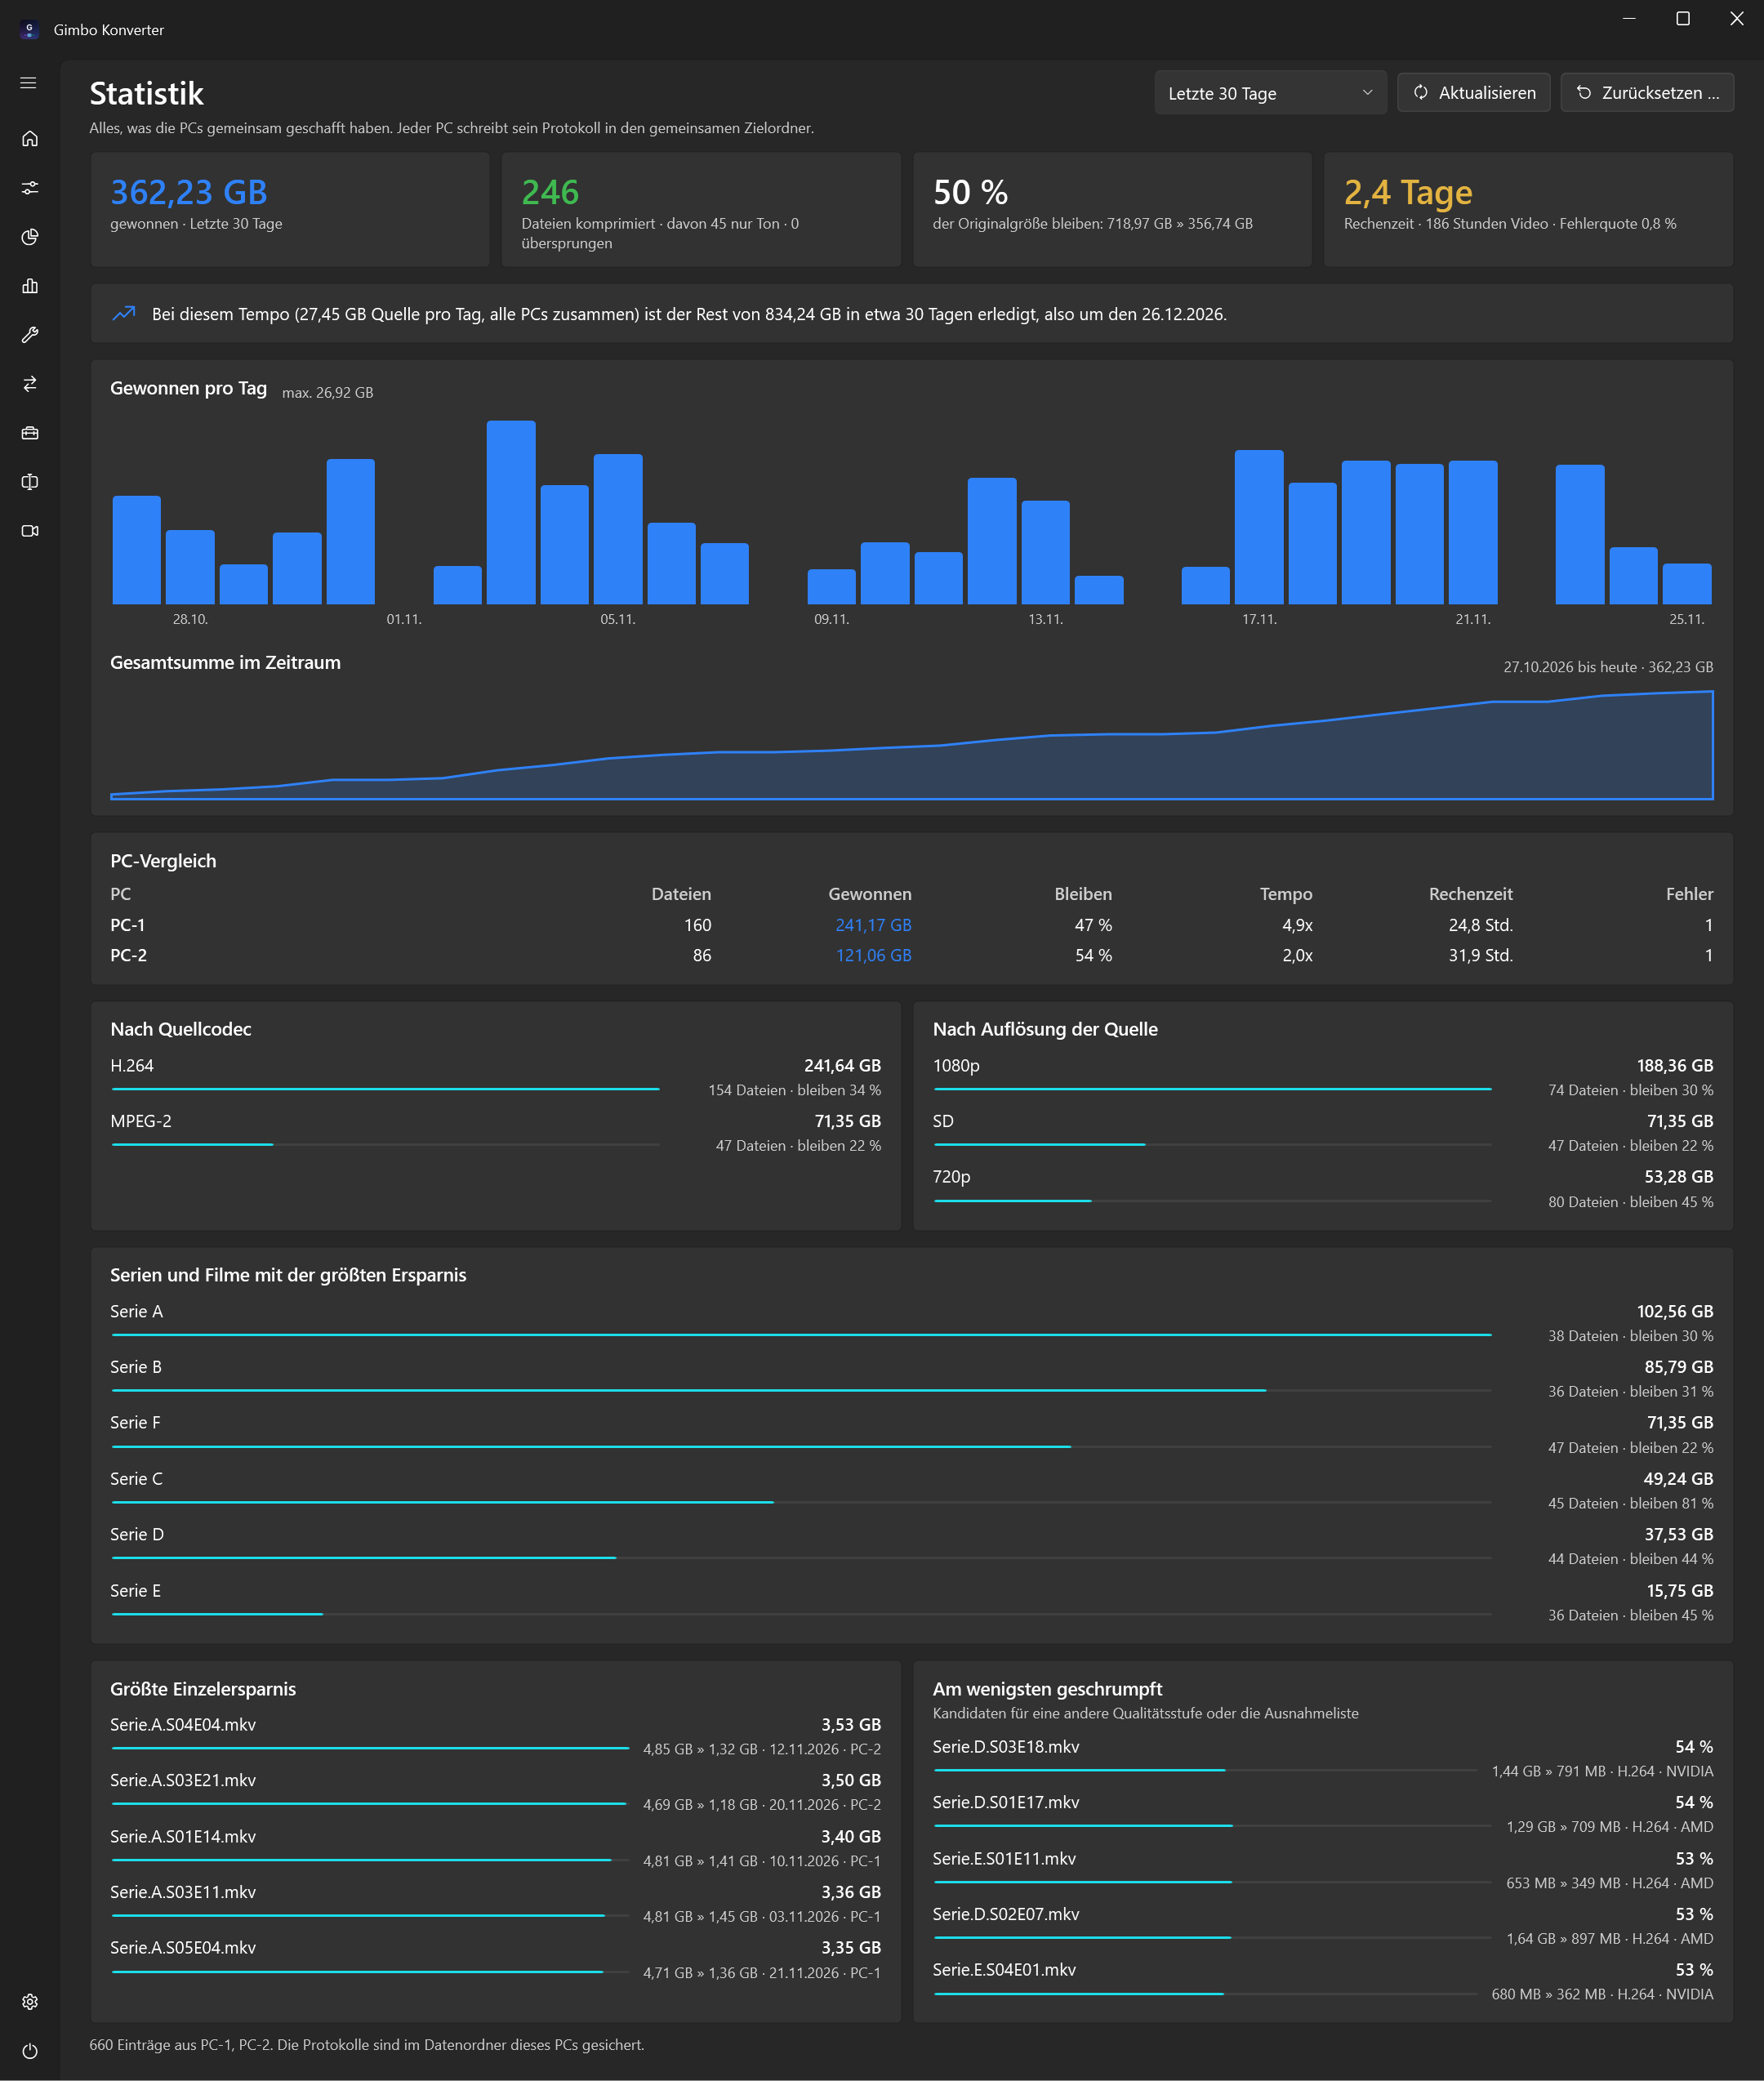 G
Gimbo Konverter
Statistik
Letzte 30 Tage
Aktualisieren
Zurücksetzen ...
Alles, was die PCs gemeinsam geschafft haben. Jeder PC schreibt sein Protokoll in den gemeinsamen Zielordner.
362,23 GB
gewonnen · Letzte 30 Tage
246
Dateien komprimiert · davon 45 nur Ton · 0
übersprungen
50 %
der Originalgröße bleiben: 718,97 GB » 356,74 GB
2,4 Tage
Rechenzeit · 186 Stunden Video · Fehlerquote 0,8 %
Bei diesem Tempo (27,45 GB Quelle pro Tag, alle PCs zusammen) ist der Rest von 834,24 GB in etwa 30 Tagen erledigt, also um den 26.12.2026.
Gewonnen pro Tag max. 26,92 GB
28.10. 01.11. 05.11. 09.11. 13.11. 17.11. 21.11. 25.11.
Gesamtsumme im Zeitraum
27.10.2026 bis heute · 362,23 GB
PC-Vergleich
PC Dateien Gewonnen Bleiben Tempo Rechenzeit Fehler
PC-1 160 241,17 GB 47 % 4,9x 24,8 Std. 1
PC-2 86 121,06 GB 54 % 2,0x 31,9 Std. 1
Nach Quellcodec
H.264 241,64 GB
154 Dateien · bleiben 34 %
MPEG-2 71,35 GB
47 Dateien · bleiben 22 %
Nach Auflösung der Quelle
1080p 188,36 GB
74 Dateien · bleiben 30 %
SD 71,35 GB
47 Dateien · bleiben 22 %
720p 53,28 GB
80 Dateien · bleiben 45 %
Serien und Filme mit der größten Ersparnis
Serie A 102,56 GB
38 Dateien · bleiben 30 %
Serie B 85,79 GB
36 Dateien · bleiben 31 %
Serie F 71,35 GB
47 Dateien · bleiben 22 %
Serie C 49,24 GB
45 Dateien · bleiben 81 %
Serie D 37,53 GB
44 Dateien · bleiben 44 %
Serie E 15,75 GB
36 Dateien · bleiben 45 %
Größte Einzelersparnis
Serie.A.S04E04.mkv 3,53 GB
4,85 GB » 1,32 GB · 12.11.2026 · PC-2
Serie.A.S03E21.mkv 3,50 GB
4,69 GB » 1,18 GB · 20.11.2026 · PC-2
Serie.A.S01E14.mkv 3,40 GB
4,81 GB » 1,41 GB · 10.11.2026 · PC-1
Serie.A.S03E11.mkv 3,36 GB
4,81 GB » 1,45 GB · 03.11.2026 · PC-1
Serie.A.S05E04.mkv 3,35 GB
4,71 GB » 1,36 GB · 21.11.2026 · PC-1
Am wenigsten geschrumpft
Kandidaten für eine andere Qualitätsstufe oder die Ausnahmeliste
Serie.D.S03E18.mkv 54 %
1,44 GB » 791 MB · H.264 · NVIDIA
Serie.D.S01E17.mkv 54 %
1,29 GB » 709 MB · H.264 · AMD
Serie.E.S01E11.mkv 53 %
653 MB » 349 MB · H.264 · AMD
Serie.D.S02E07.mkv 53 %
1,64 GB » 897 MB · H.264 · AMD
Serie.E.S04E01.mkv 53 %
680 MB » 362 MB · H.264 · NVIDIA
660 Einträge aus PC-1, PC-2. Die Protokolle sind im Datenordner dieses PCs gesichert.